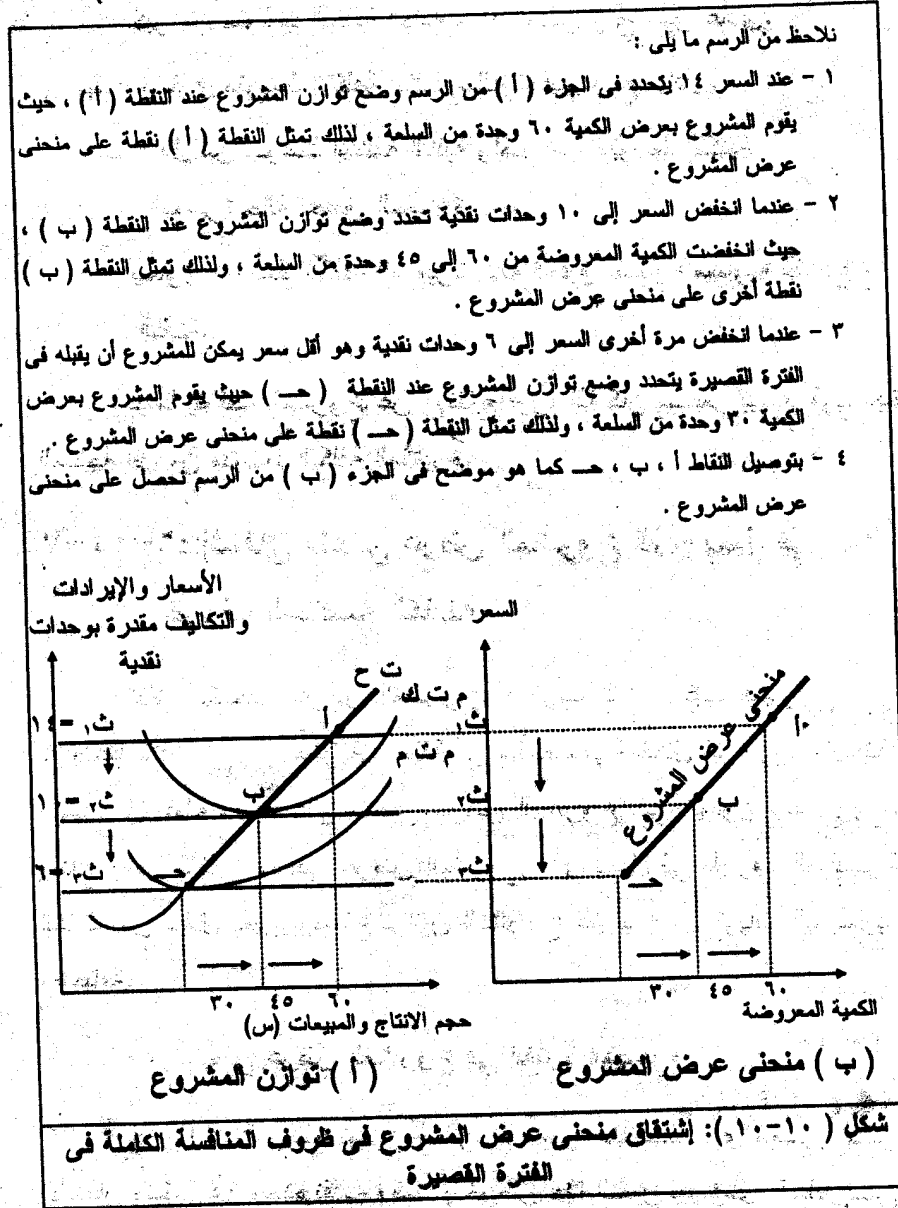 نلاحظ من الرسم ما يلى :
١ - عند السعر ١٤ يتحدد فى الجزء ( أ ) من الرسم وضع توازن المشروع عند النقطة ( أ ) ، حيث
يقوم المشروع بعرض الكمية ٦٠ وحدة من السلعة ، لذلك تمثل النقطة ( أ ) نقطة على منحنى
عرض المشروع .
٢ - عندما انخفض السعر إلى ١٠ وحدات نقدية تحدد وضع توازن المشروع عند النقطة ( ب ) ،
حيث انخفضت الكمية المعروضة من ٦٠ إلى ٤٥ وحدة من السلعة ، ولذلك تمثل النقطة ( ب )
نقطة أخرى على منحنى عرض المشروع .
٣ - عندما انخفض مرة أخرى السعر إلى ٦ وحدات نقدية وهو أقل سعر يمكن للمشروع أن يقبله فى
الفترة القصيرة يتحدد وضع توازن المشروع عند النقطة ( حـ ) حيث يقوم المشروع بعرض
الكمية ٣٠ وحدة من السلعة ، ولذلك تمثل النقطة ( حـ ) نقطة على منحنى عرض المشروع .
٤ - بتوصيل النقاط أ ، ب ، حـ كما هو موضح فى الجزء ( ب ) من الرسم نحصل على منحنى
عرض المشروع .
السعر
منحنى عرض المشروع
أ
ب
حـ
ث١
ث٢
ث٣
٣٠ ٤٥ ٦٠
الكمية المعروضة
( ب ) منحنى عرض المشروع
الأسعار والإيرادات
والتكاليف مقدرة بوحدات
نقدية
ت ح
م ت ك
م ت م
أ
ب
حـ
ث١ = ١٤
ث٢ = ١٠
ث٣ = ٦
٣٠ ٤٥ ٦٠
حجم الانتاج والمبيعات (س)
( أ ) توازن المشروع
شكل ( ١٠-١٠ ): إشتقاق منحنى عرض المشروع فى ظروف المنافسة الكاملة فى
الفترة القصيرة